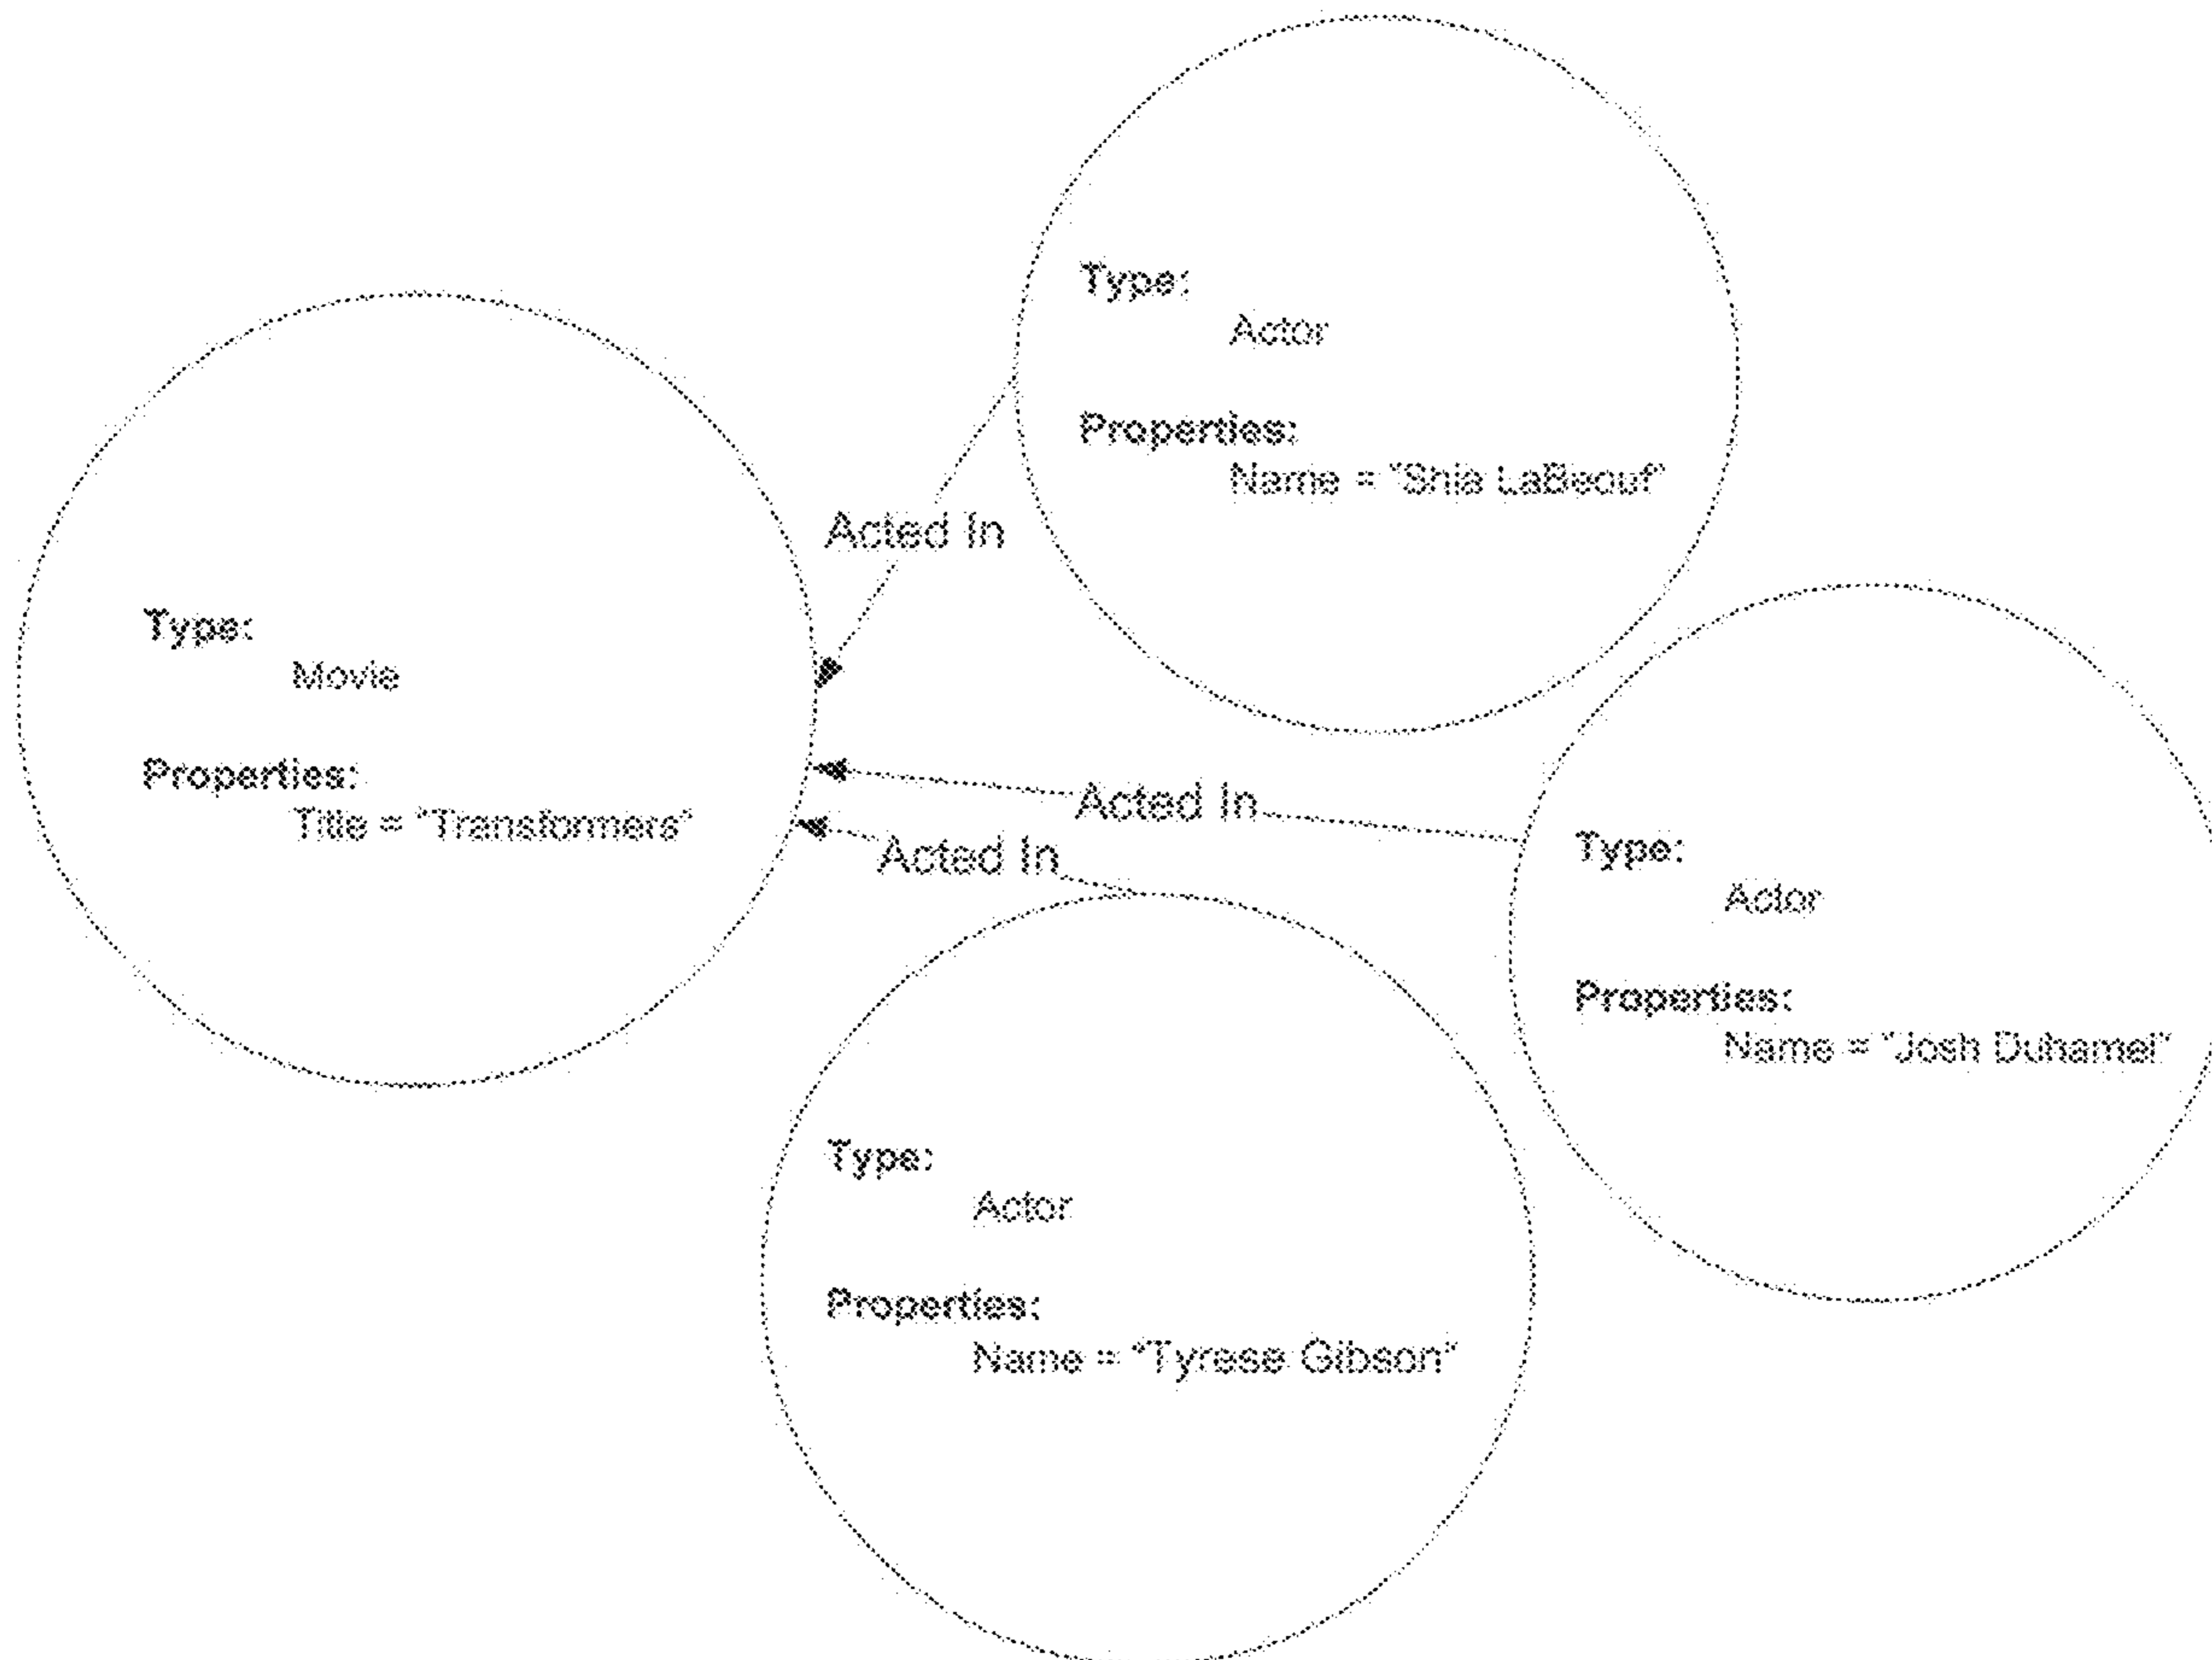 Type:
Actor
Properties:
Name = "Shia LaBeouf"
Acted In
Type:
Movie
Properties:
Title = "Transformers"
Acted In
Acted In
Type:
Actor
Properties:
Name = "Josh Duhamel"
Type:
Actor
Properties:
Name = "Tyrese Gibson"